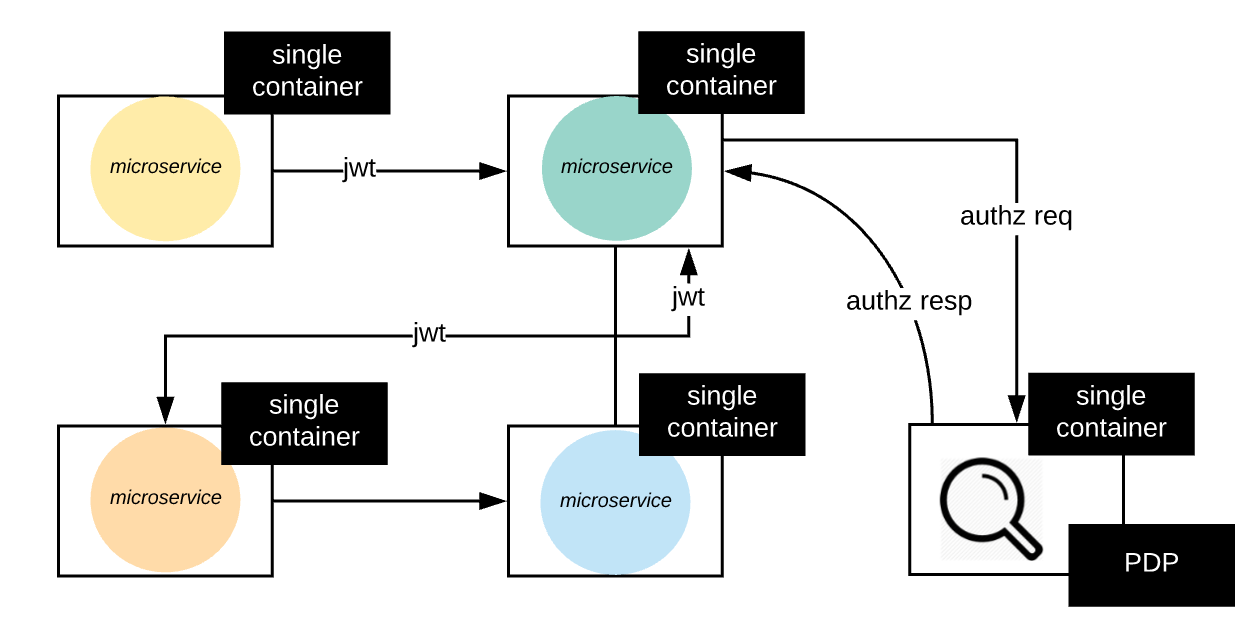 single
container
single
container
microservice
jwt
microservice
authz req
jwt
authz resp
jwt
single
container
single
container
single
container
microservice
microservice
PDP